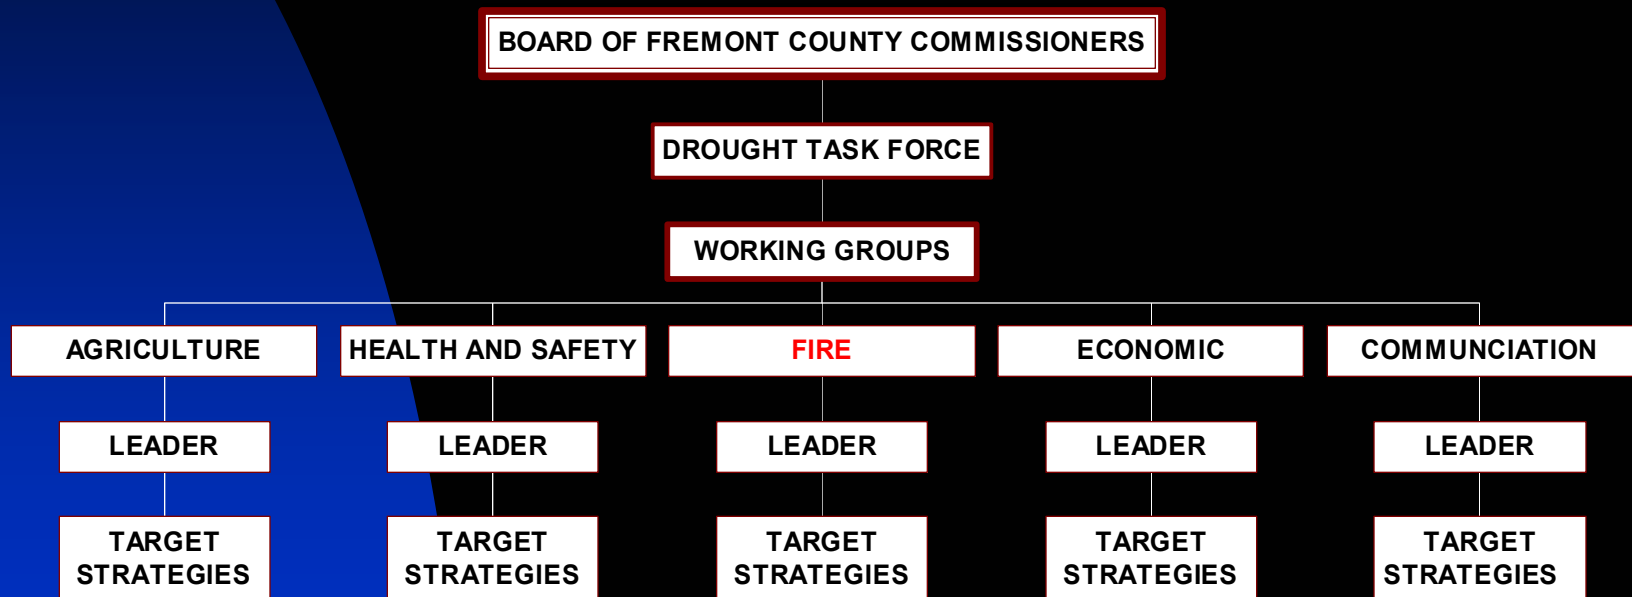 BOARD OF FREMONT COUNTY COMMISSIONERS
DROUGHT TASK FORCE
WORKING GROUPS
AGRICULTURE
HEALTH AND SAFETY
FIRE
ECONOMIC
COMMUNCIATION
LEADER
LEADER
LEADER
LEADER
LEADER
TARGET
STRATEGIES
TARGET
STRATEGIES
TARGET
STRATEGIES
TARGET
STRATEGIES
TARGET
STRATEGIES